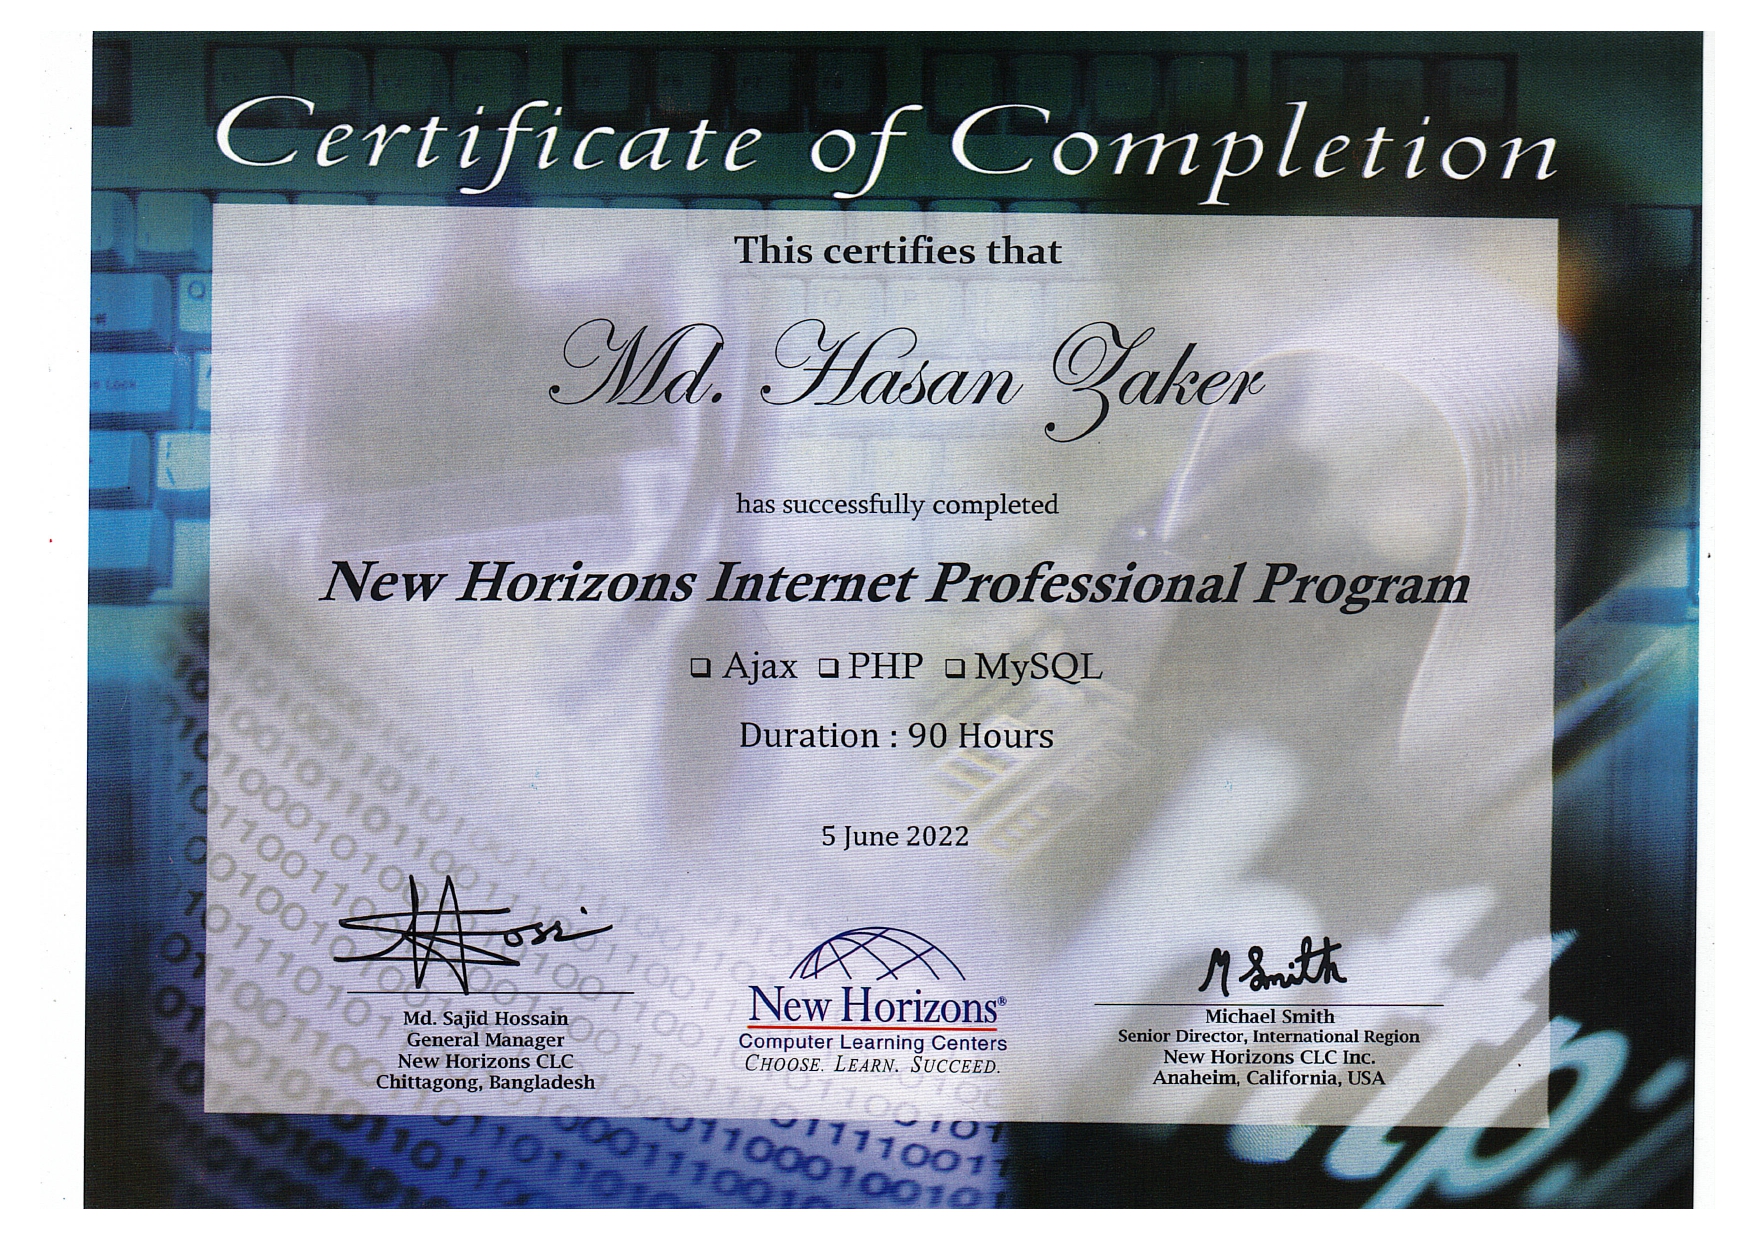 Certificate of Completion
This certifies that
Md. Hasan Zaker
has successfully completed
New Horizons Internet Professional Program
❑ Ajax ❑ PHP ❑ MySQL
Duration : 90 Hours
5 June 2022
Md. Sajid Hossain
General Manager
New Horizons CLC
Chittagong, Bangladesh
New Horizons®
Computer Learning Centers
CHOOSE. LEARN. SUCCEED.
M Smith
Michael Smith
Senior Director, International Region
New Horizons CLC Inc.
Anaheim, California, USA
http: